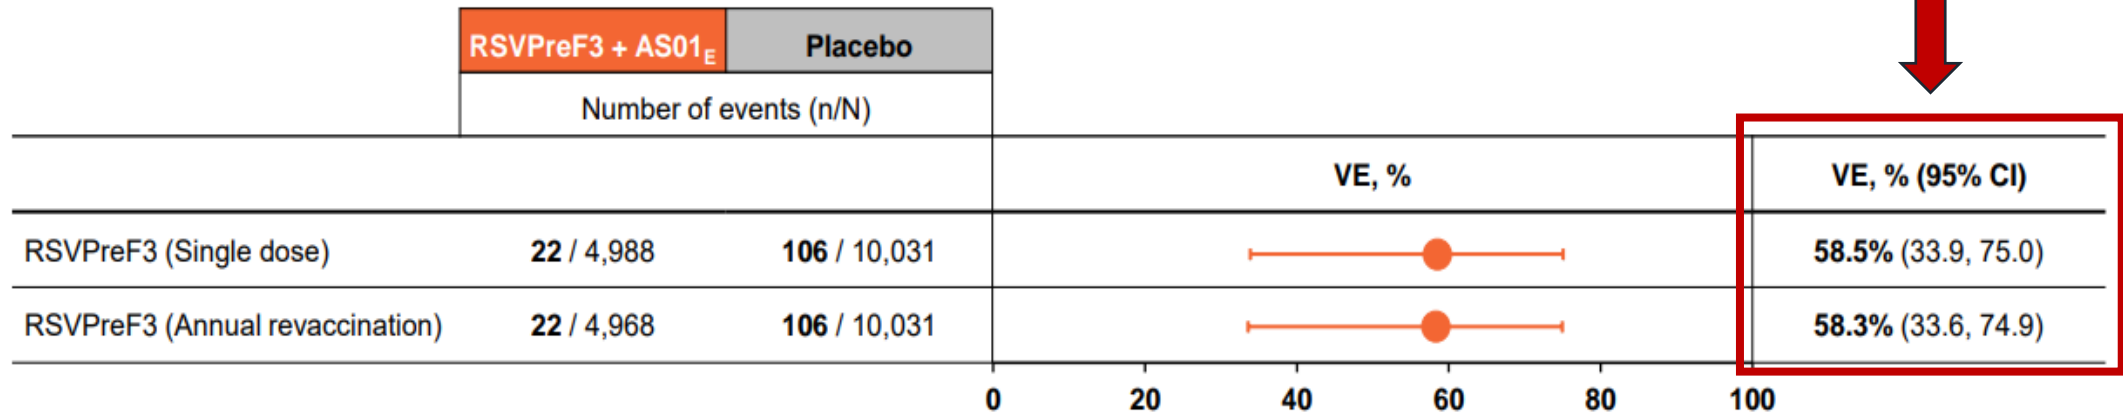 RSVPreF3 + AS01E Placebo
Number of events (n/N)
VE, % VE, % (95% CI)
RSVPreF3 (Single dose) 22 / 4,988 106 / 10,031 58.5% (33.9, 75.0)
RSVPreF3 (Annual revaccination) 22 / 4,968 106 / 10,031 58.3% (33.6, 74.9)
0 20 40 60 80 100